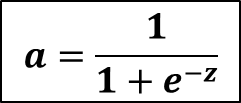 a = 1 / (1 + e^{-z})